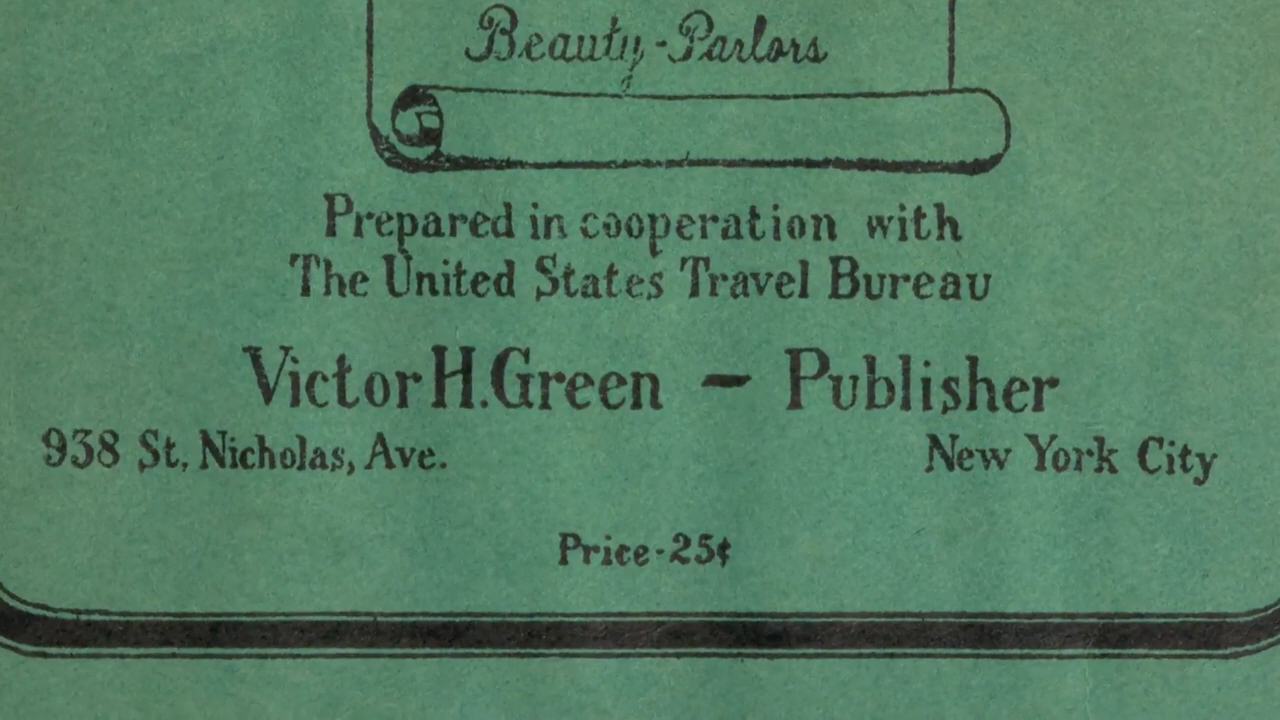 Beauty-Parlors
Prepared in cooperation with
The United States Travel Bureau
Victor H. Green - Publisher
938 St, Nicholas, Ave. New York City
Price-25¢